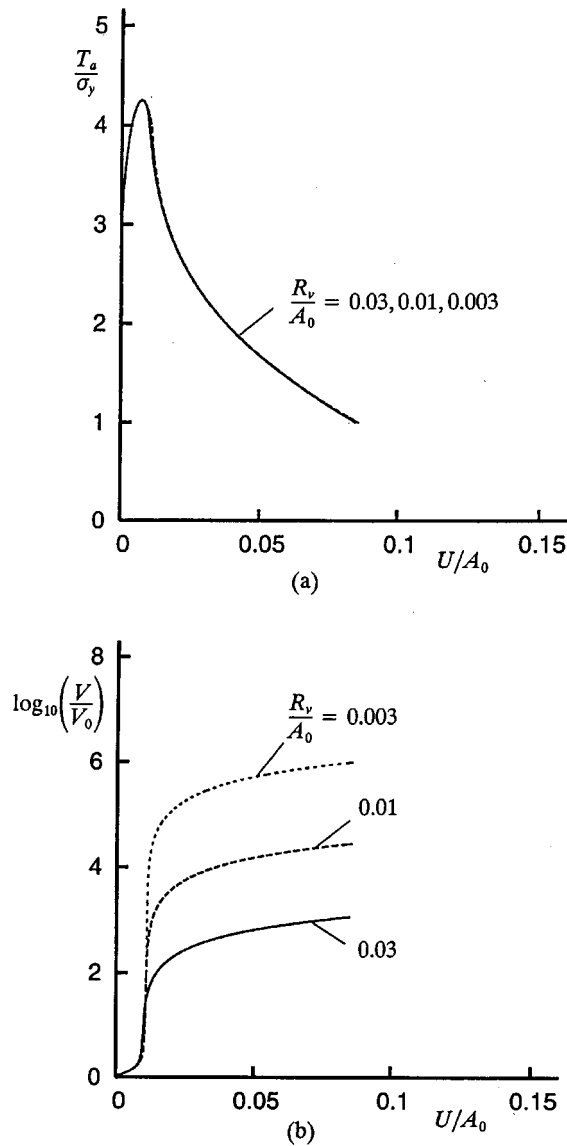 5
T_a
σ_y
4
3
R_v
A_0 = 0.03, 0.01, 0.003
2
1
0
0 0.05 0.1 0.15
U/A_0
(a)
8
log_10(V/V_0)
R_v
A_0 = 0.003
6
0.01
4
0.03
2
0
0 0.05 0.1 0.15
U/A_0
(b)